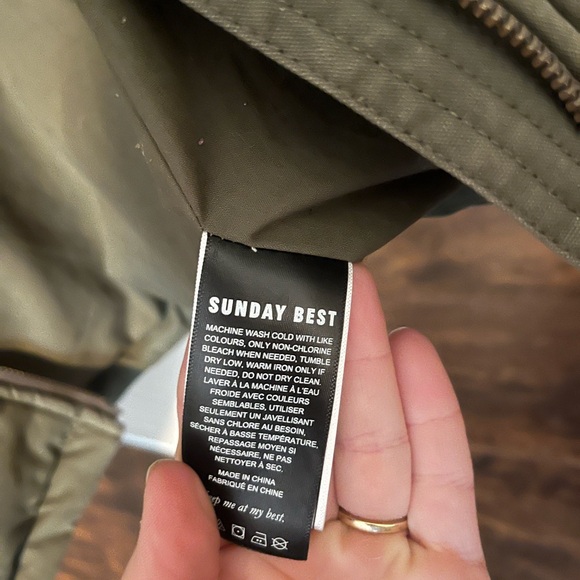 SUNDAY BEST
MACHINE WASH COLD WITH LIKE
COLOURS, ONLY NON-CHLORINE
BLEACH WHEN NEEDED, TUMBLE
DRY LOW, WARM IRON ONLY IF
NEEDED. DO NOT DRY CLEAN.
LAVER À LA MACHINE À L'EAU
FROIDE AVEC COULEURS
SEMBLABLES, UTILISER
SEULEMENT UN JAVELLISANT
SANS CHLORE AU BESOIN,
SÉCHER À BASSE TEMPÉRATURE,
REPASSAGE MOYEN SI
NÉCESSAIRE, NE PAS
NETTOYER À SEC.
MADE IN CHINA
FABRIQUÉ EN CHINE
me at my best.